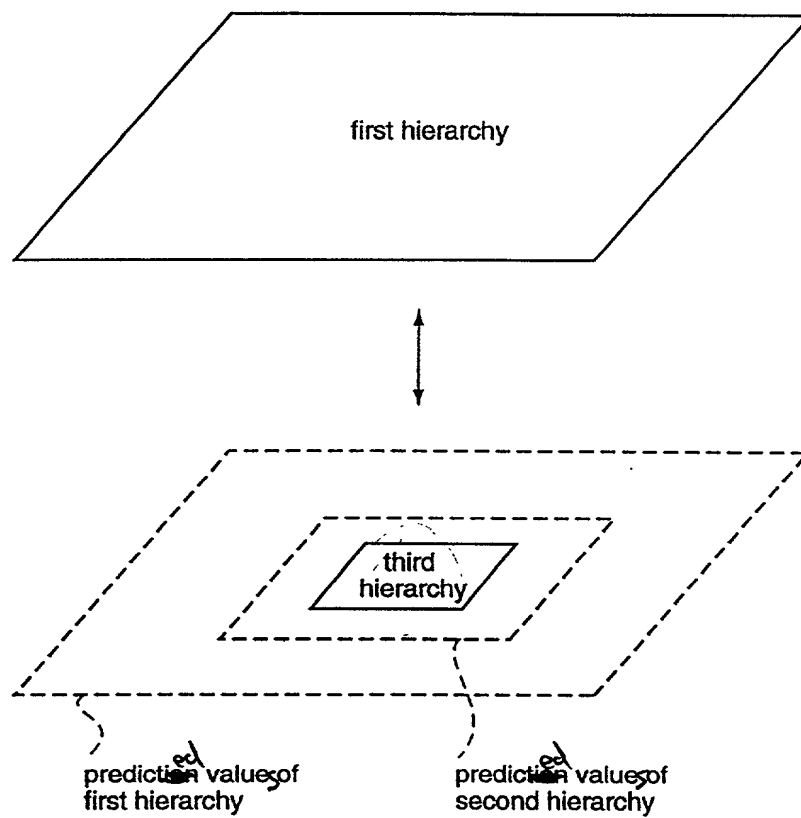 first hierarchy
third
hierarchy
predicted values of
first hierarchy
predicted values of
second hierarchy